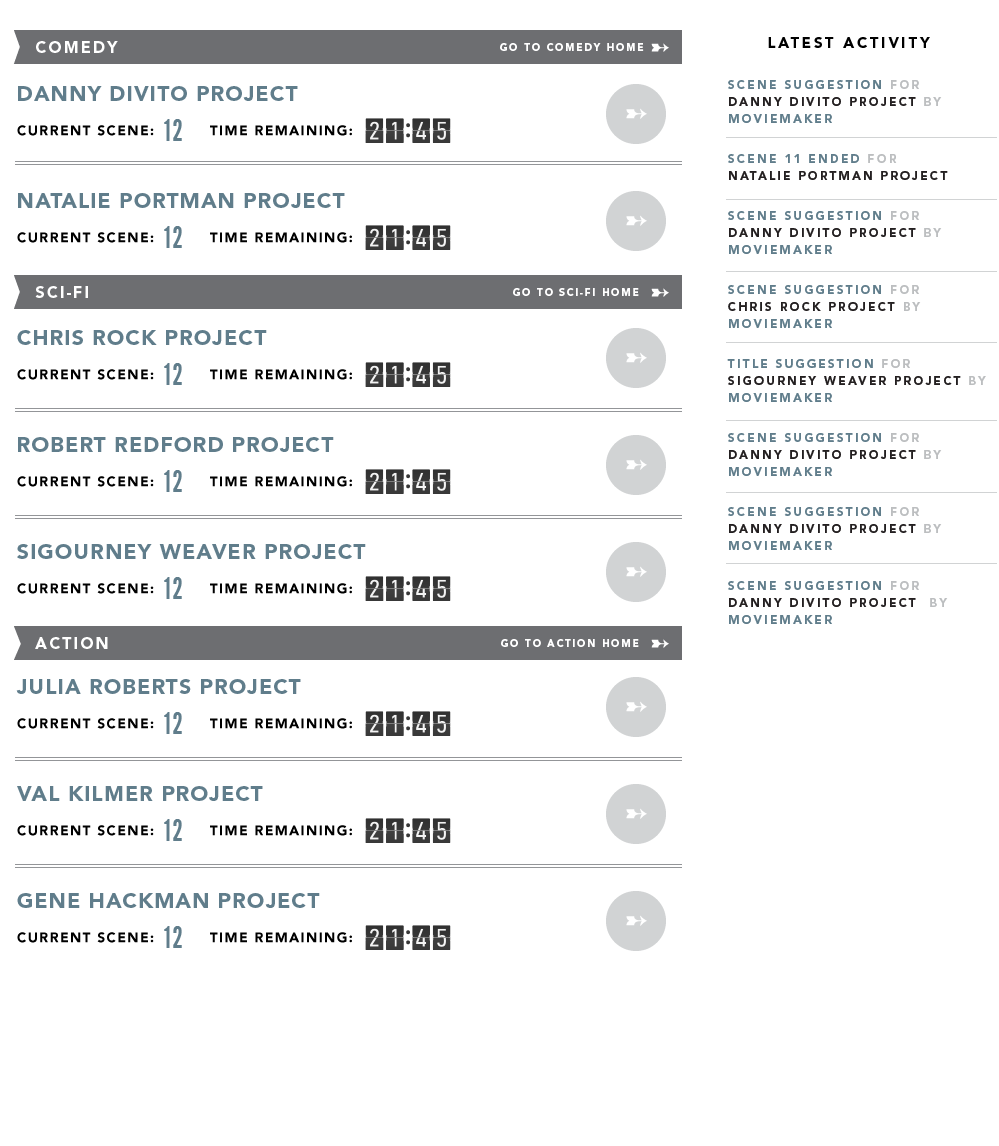 COMEDY GO TO COMEDY HOME
DANNY DIVITO PROJECT
CURRENT SCENE: 12 TIME REMAINING: 21:45
NATALIE PORTMAN PROJECT
CURRENT SCENE: 12 TIME REMAINING: 21:45
SCI-FI GO TO SCI-FI HOME
CHRIS ROCK PROJECT
CURRENT SCENE: 12 TIME REMAINING: 21:45
ROBERT REDFORD PROJECT
CURRENT SCENE: 12 TIME REMAINING: 21:45
SIGOURNEY WEAVER PROJECT
CURRENT SCENE: 12 TIME REMAINING: 21:45
ACTION GO TO ACTION HOME
JULIA ROBERTS PROJECT
CURRENT SCENE: 12 TIME REMAINING: 21:45
VAL KILMER PROJECT
CURRENT SCENE: 12 TIME REMAINING: 21:45
GENE HACKMAN PROJECT
CURRENT SCENE: 12 TIME REMAINING: 21:45
LATEST ACTIVITY
SCENE SUGGESTION FOR
DANNY DIVITO PROJECT BY
MOVIEMAKER
SCENE 11 ENDED FOR
NATALIE PORTMAN PROJECT
SCENE SUGGESTION FOR
DANNY DIVITO PROJECT BY
MOVIEMAKER
SCENE SUGGESTION FOR
CHRIS ROCK PROJECT BY
MOVIEMAKER
TITLE SUGGESTION FOR
SIGOURNEY WEAVER PROJECT BY
MOVIEMAKER
SCENE SUGGESTION FOR
DANNY DIVITO PROJECT BY
MOVIEMAKER
SCENE SUGGESTION FOR
DANNY DIVITO PROJECT BY
MOVIEMAKER
SCENE SUGGESTION FOR
DANNY DIVITO PROJECT BY
MOVIEMAKER